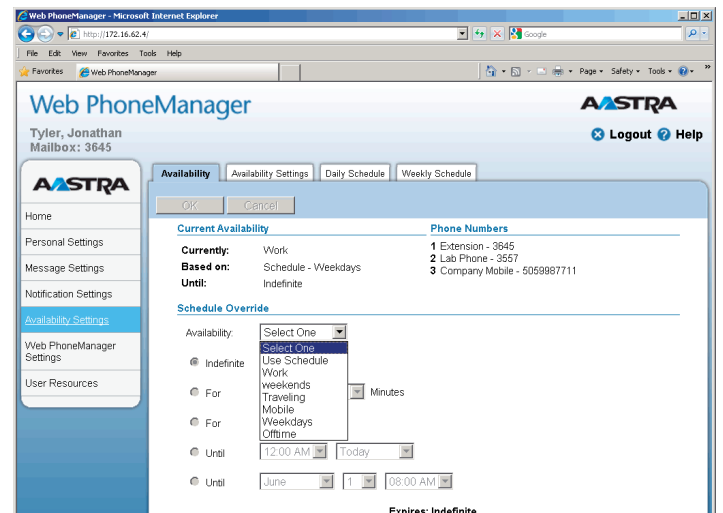 Web PhoneManager - Microsoft Internet Explorer
http://172.16.62.4/
Google
File Edit View Favorites Tools Help
Favorites Web PhoneManager
Page Safety Tools
Web PhoneManager
AASTRA
Tyler, Jonathan
Mailbox: 3645
Logout Help
AASTRA
Home
Personal Settings
Message Settings
Notification Settings
Availability Settings
Web PhoneManager
Settings
User Resources
Availability Availability Settings Daily Schedule Weekly Schedule
OK Cancel
Current Availability
Currently: Work
Based on: Schedule - Weekdays
Until: Indefinite
Phone Numbers
1 Extension - 3645
2 Lab Phone - 3557
3 Company Mobile - 5059987711
Schedule Override
Availability: Select One
Select One
Use Schedule
Work
weekends
Traveling
Mobile
Weekdays
Offtime
Indefinite
For Minutes
For
Until 12:00 AM Today
Until June 1 08:00 AM
Expires: Indefinite